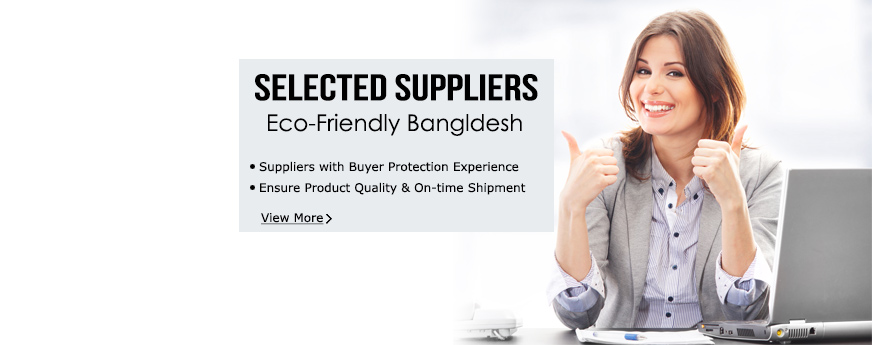 SELECTED SUPPLIERS
Eco-Friendly Bangldesh
• Suppliers with Buyer Protection Experience
• Ensure Product Quality & On-time Shipment
View More >